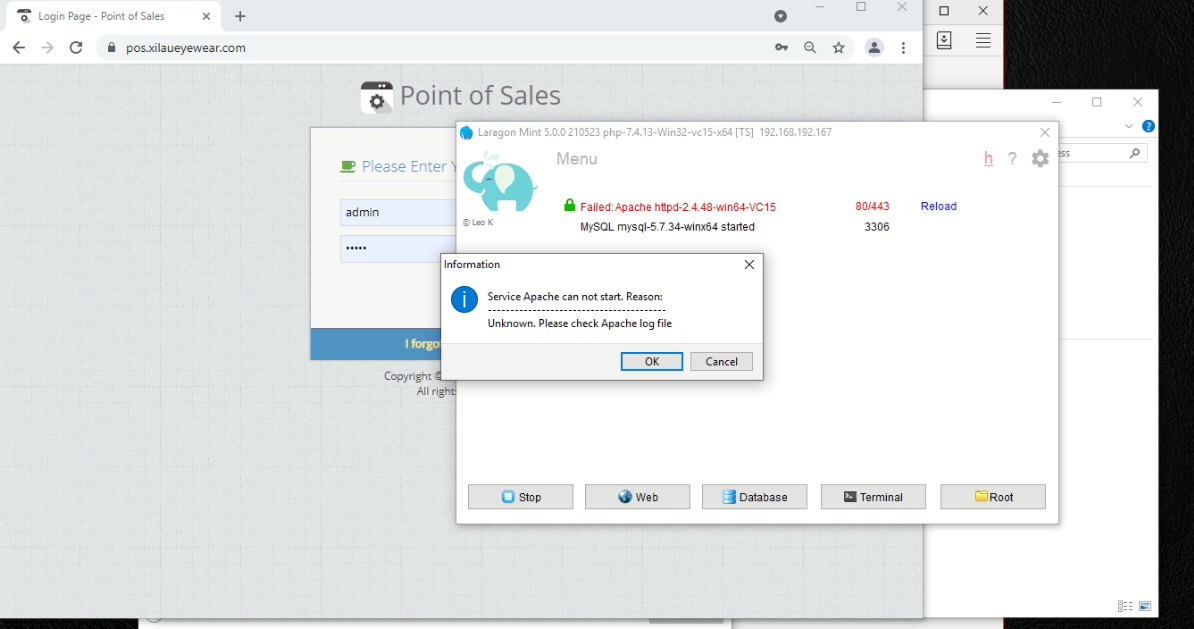 Login Page - Point of Sales
pos.xilaueyewear.com
Point of Sales
Please Enter Y
admin
•••••
I forgo
Copyright ©
All rights
Laragon Mint 5.0.0 210523 php-7.4.13-Win32-vc15-x64 [TS] 192.168.192.167
Menu
h ?
© Leo K
Failed: Apache httpd-2.4.48-win64-VC15 80/443 Reload
MySQL mysql-5.7.34-winx64 started 3306
Information
Service Apache can not start. Reason:
----------------------------------------
Unknown. Please check Apache log file
OK Cancel
Stop Web Database Terminal Root
ess
?